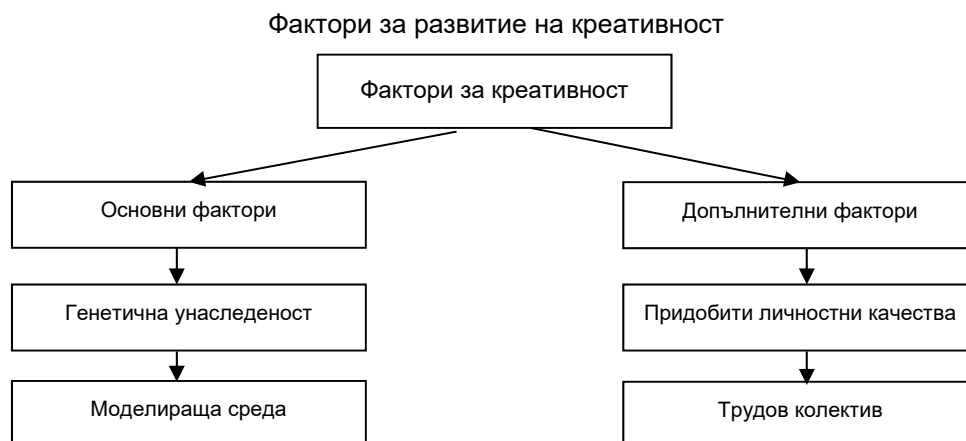 Фактори за развитие на креативност
Фактори за креативност
Основни фактори
Допълнителни фактори
Генетична унаследеност
Придобити личностни качества
Моделираща среда
Трудов колектив